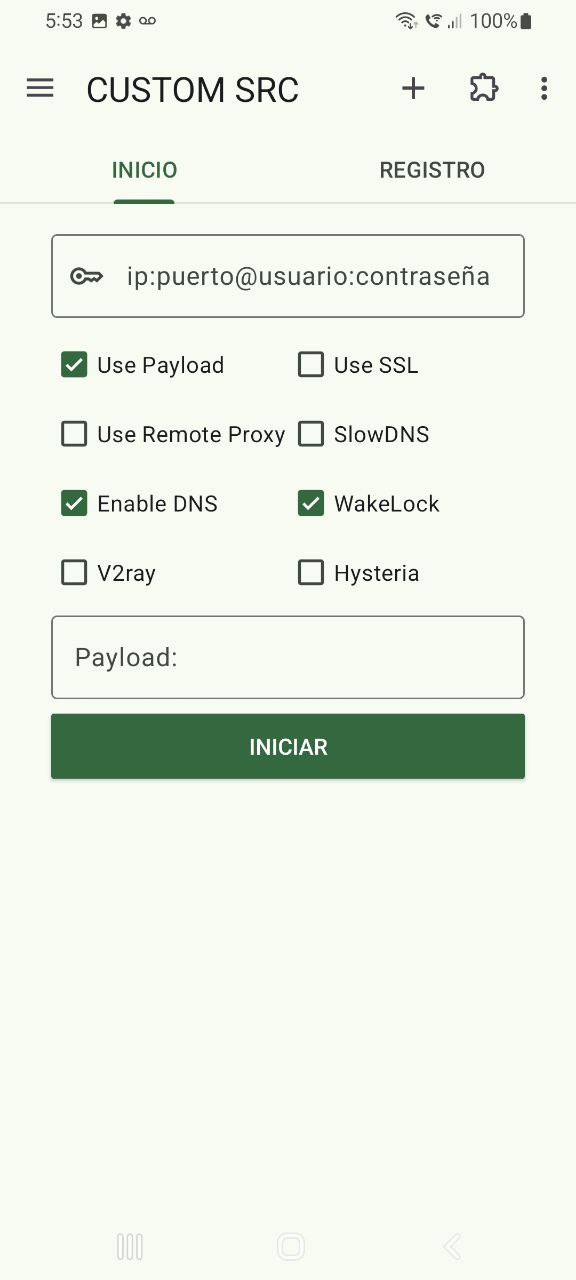 5:53 100%
CUSTOM SRC
INICIO REGISTRO
ip:puerto@usuario:contraseña
Use Payload Use SSL
Use Remote Proxy SlowDNS
Enable DNS WakeLock
V2ray Hysteria
Payload:
INICIAR